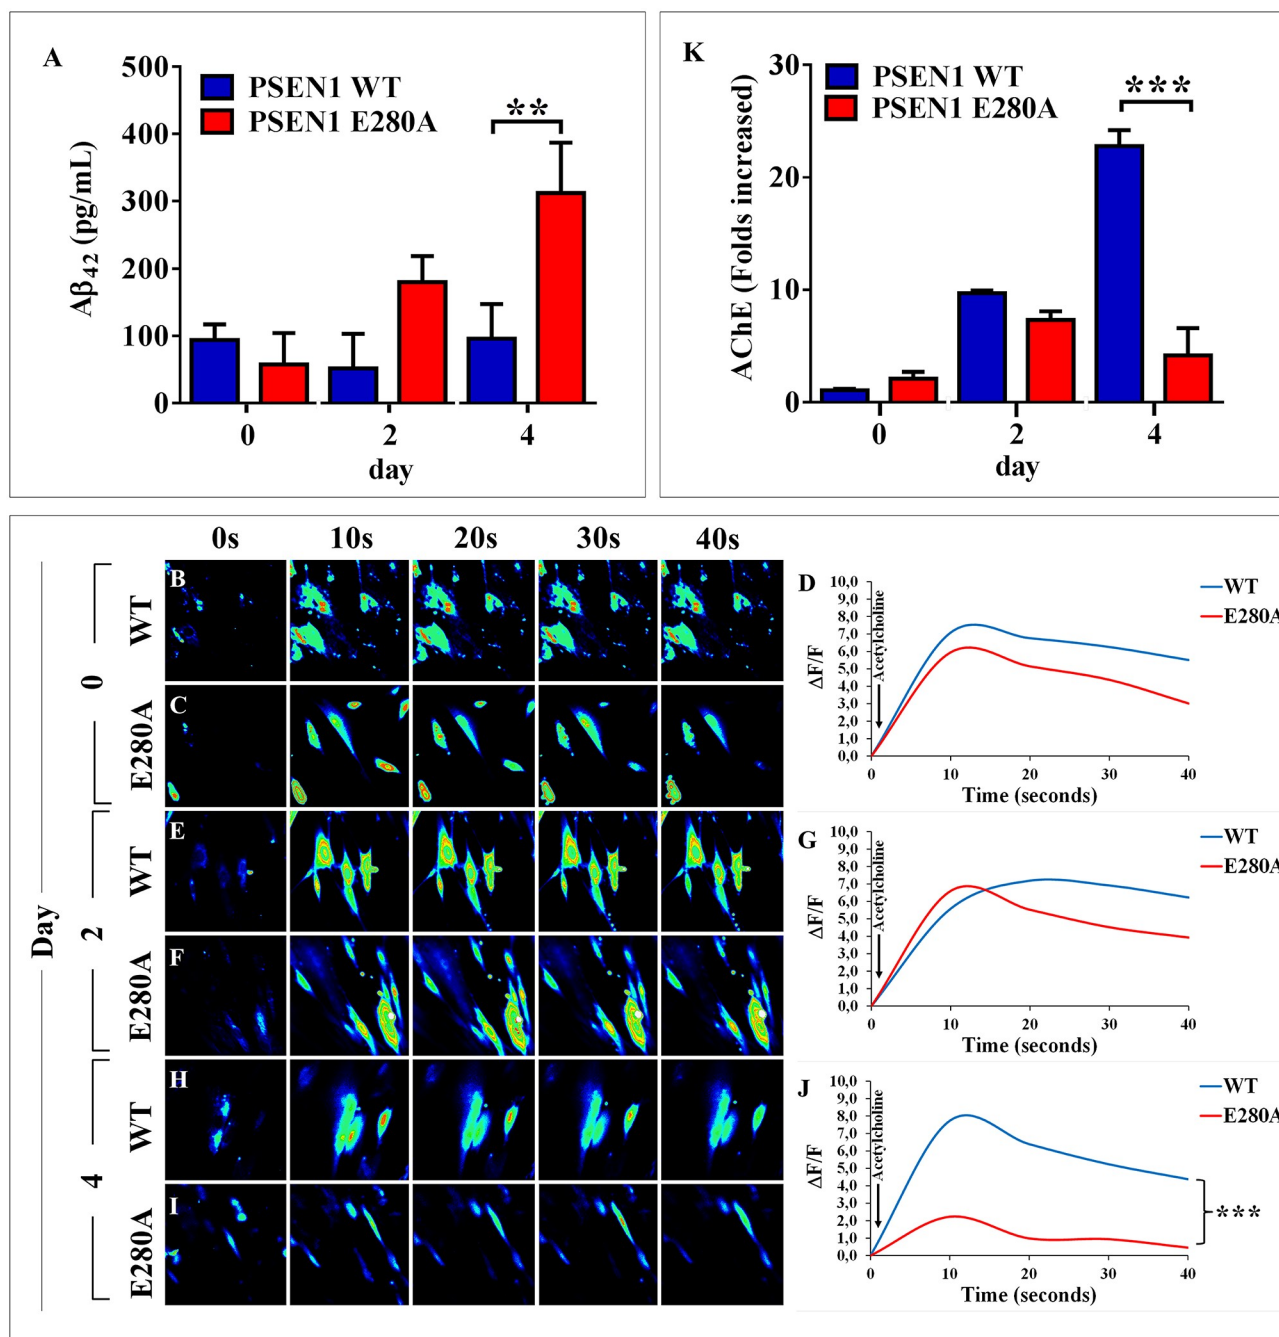 A
500
400
300
200
100
0
Aβ42 (pg/mL)
PSEN1 WT
PSEN1 E280A
**
0
2
4
day
K
30
20
10
0
AChE (Folds increased)
PSEN1 WT
PSEN1 E280A
***
0
2
4
day
0s
10s
20s
30s
40s
Day
0
WT
B
E280A
C
2
WT
E
E280A
F
4
WT
H
E280A
I
D
10,0
9,0
8,0
7,0
6,0
5,0
4,0
3,0
2,0
1,0
0,0
ΔF/F
Acetylcholine
WT
E280A
0
10
20
30
40
Time (seconds)
G
10,0
9,0
8,0
7,0
6,0
5,0
4,0
3,0
2,0
1,0
0,0
ΔF/F
Acetylcholine
WT
E280A
0
10
20
30
40
Time (seconds)
J
10,0
9,0
8,0
7,0
6,0
5,0
4,0
3,0
2,0
1,0
0,0
ΔF/F
Acetylcholine
WT
E280A
***
0
10
20
30
40
Time (seconds)